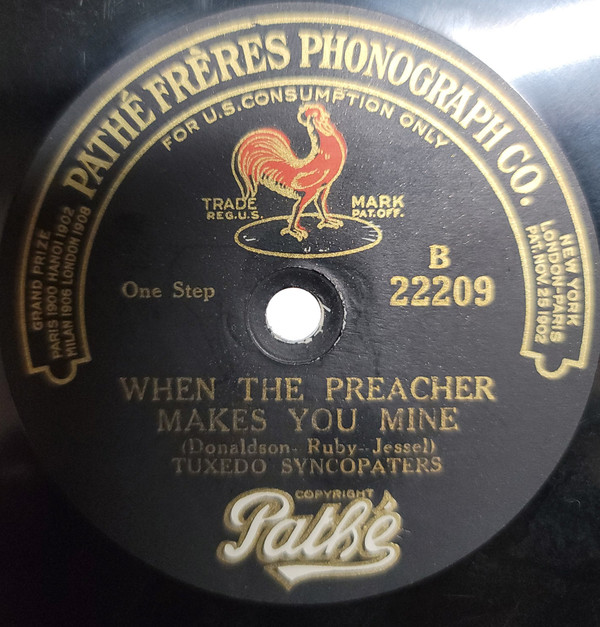 PATHÉ FRÈRES PHONOGRAPH CO.
FOR U.S. CONSUMPTION ONLY
GRAND PRIZE
PARIS 1900 HANOI 1902
MILAN 1906 LONDON 1908
NEW YORK
LONDON-PARIS
PAT. NOV. 25 1902
TRADE MARK
REG. U.S. PAT. OFF.
B
One Step 22209
WHEN THE PREACHER
MAKES YOU MINE
(Donaldson- Ruby- Jessel)
TUXEDO SYNCOPATERS
COPYRIGHT
Pathé